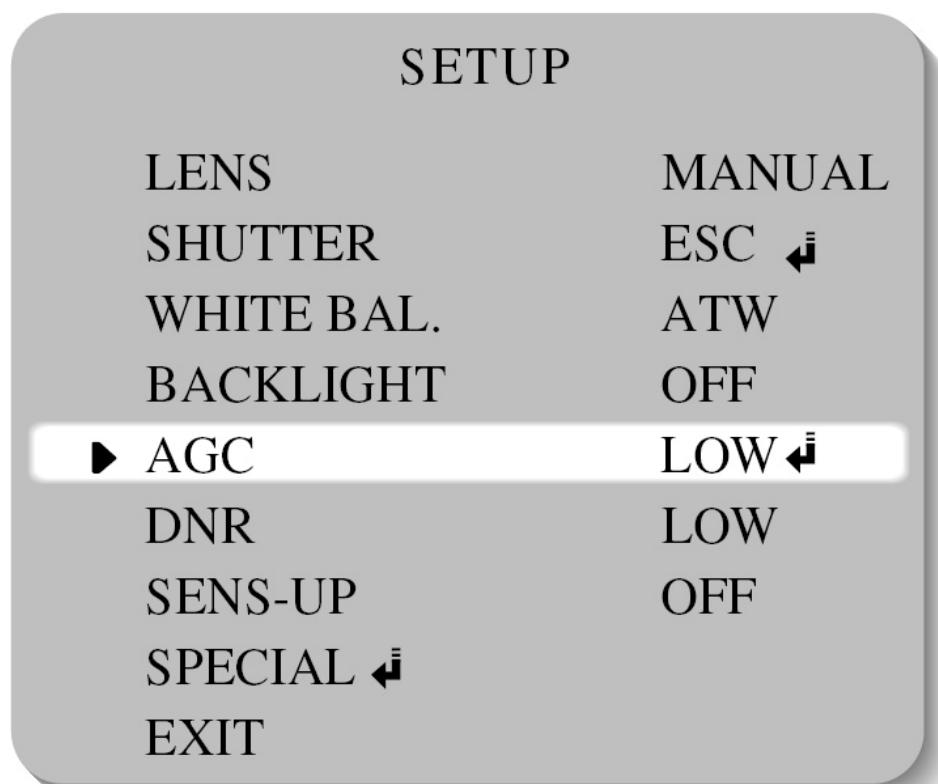 SETUP
LENS MANUAL
SHUTTER ESC ↲
WHITE BAL. ATW
BACKLIGHT OFF
AGC LOW ↲
DNR LOW
SENS-UP OFF
SPECIAL ↲
EXIT